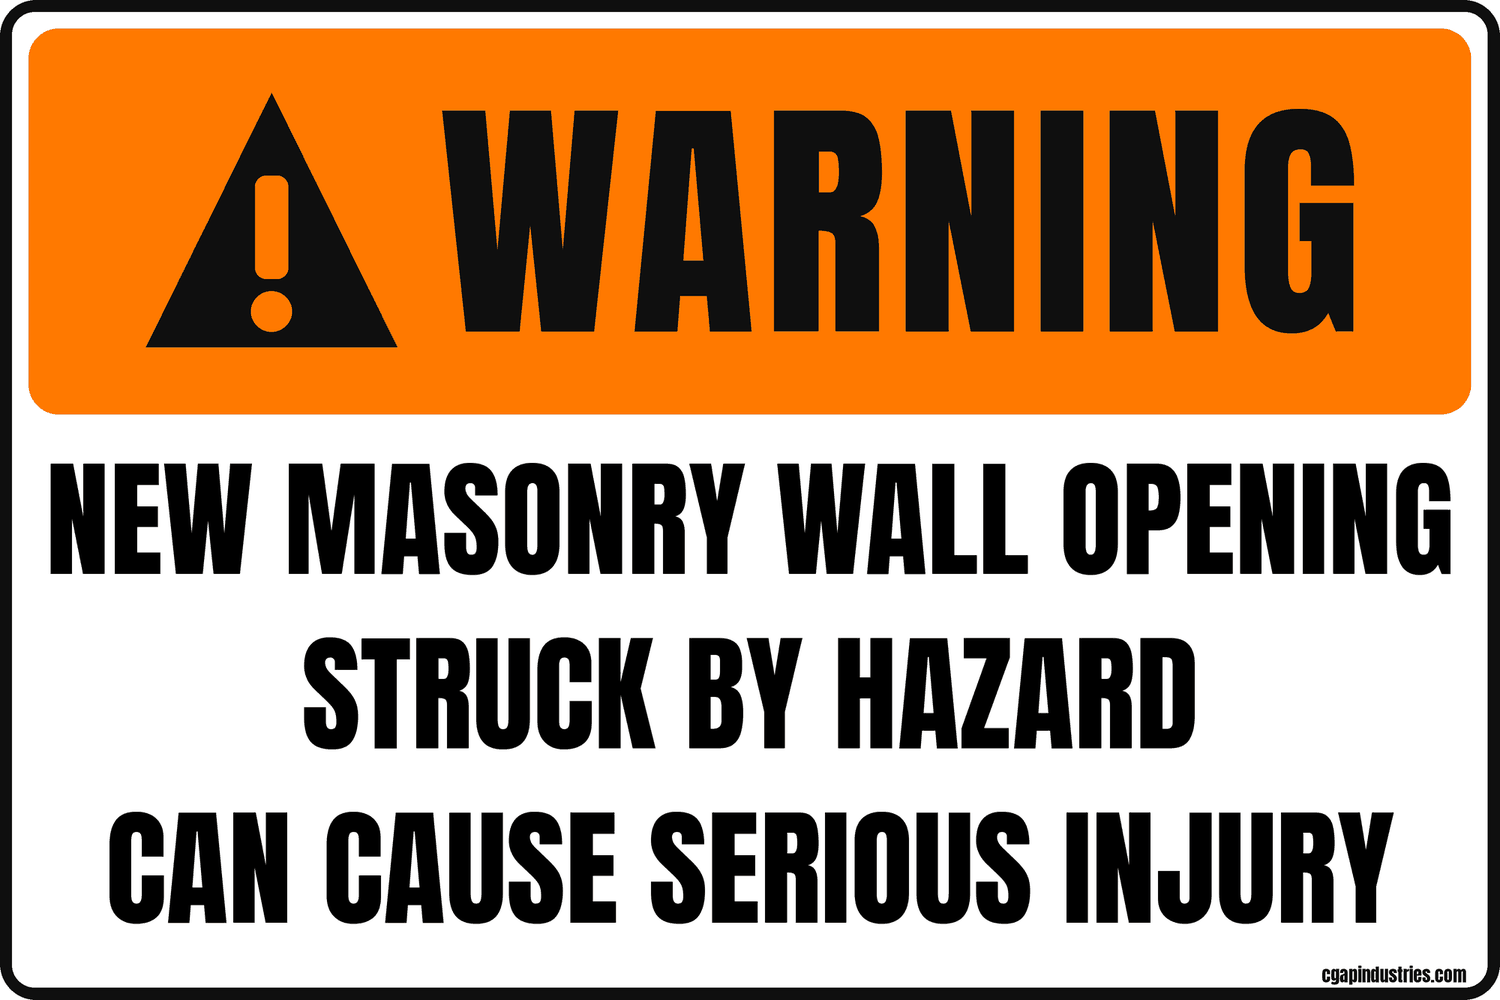 WARNING
NEW MASONRY WALL OPENING
STRUCK BY HAZARD
CAN CAUSE SERIOUS INJURY
cgapindustries.com